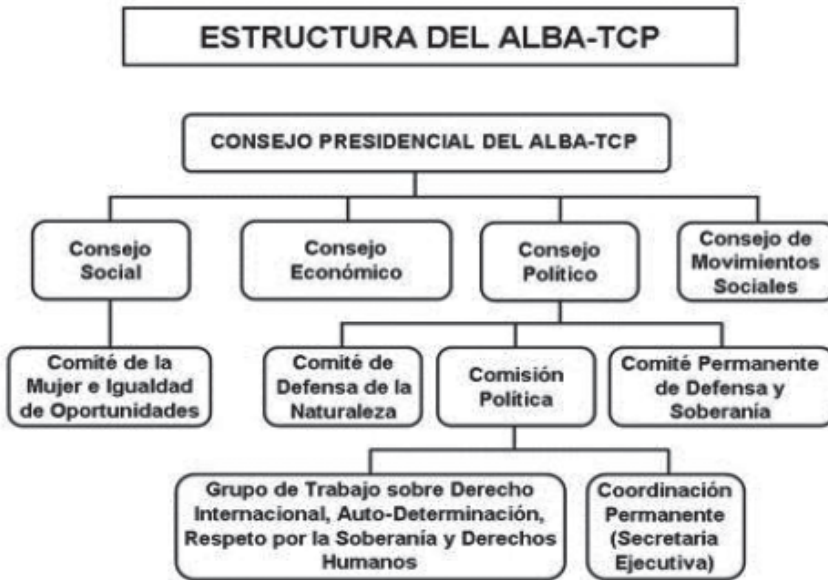 ESTRUCTURA DEL ALBA-TCP
CONSEJO PRESIDENCIAL DEL ALBA-TCP
Consejo
Social
Consejo
Económico
Consejo
Político
Consejo de
Movimientos
Sociales
Comité de la
Mujer e Igualdad
de Oportunidades
Comité de
Defensa de la
Naturaleza
Comisión
Política
Comité Permanente
de Defensa y
Soberanía
Grupo de Trabajo sobre Derecho
Internacional, Auto-Determinación,
Respeto por la Soberanía y Derechos
Humanos
Coordinación
Permanente
(Secretaria
Ejecutiva)